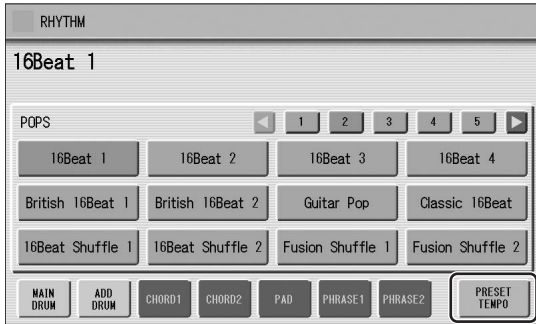 RHYTHM
16Beat 1
POPS 1 2 3 4 5
16Beat 1 16Beat 2 16Beat 3 16Beat 4
British 16Beat 1 British 16Beat 2 Guitar Pop Classic 16Beat
16Beat Shuffle 1 16Beat Shuffle 2 Fusion Shuffle 1 Fusion Shuffle 2
MAIN DRUM ADD DRUM CHORD1 CHORD2 PAD PHRASE1 PHRASE2 PRESET TEMPO